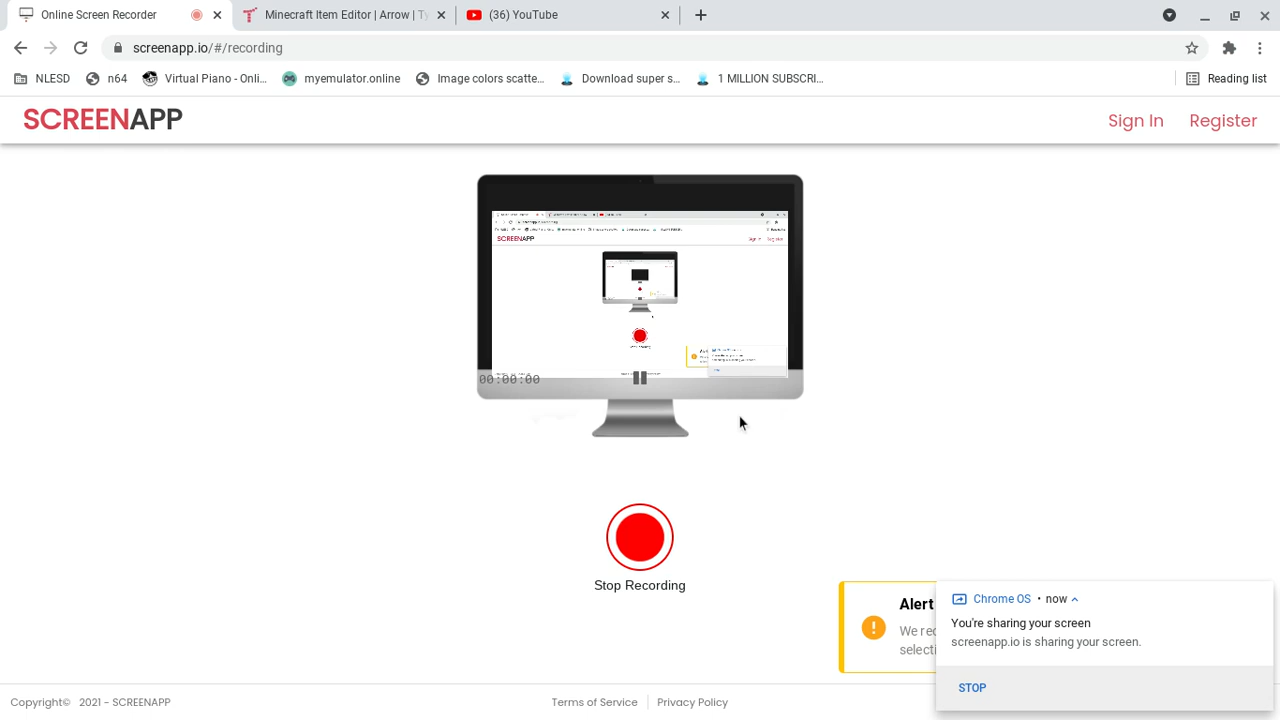 Online Screen Recorder
Minecraft Item Editor | Arrow | Ty
(36) YouTube
screenapp.io/#/recording
NLESD
n64
Virtual Piano - Onli...
myemulator.online
Image colors scatte...
Download super s...
1 MILLION SUBSCRI...
Reading list
SCREENAPP
Sign In
Register
SCREENAPP
00:00:00
Stop Recording
Alert
We rec
selecti
Chrome OS • now
You're sharing your screen
screenapp.io is sharing your screen.
STOP
Copyright© 2021 - SCREENAPP
Terms of Service
Privacy Policy